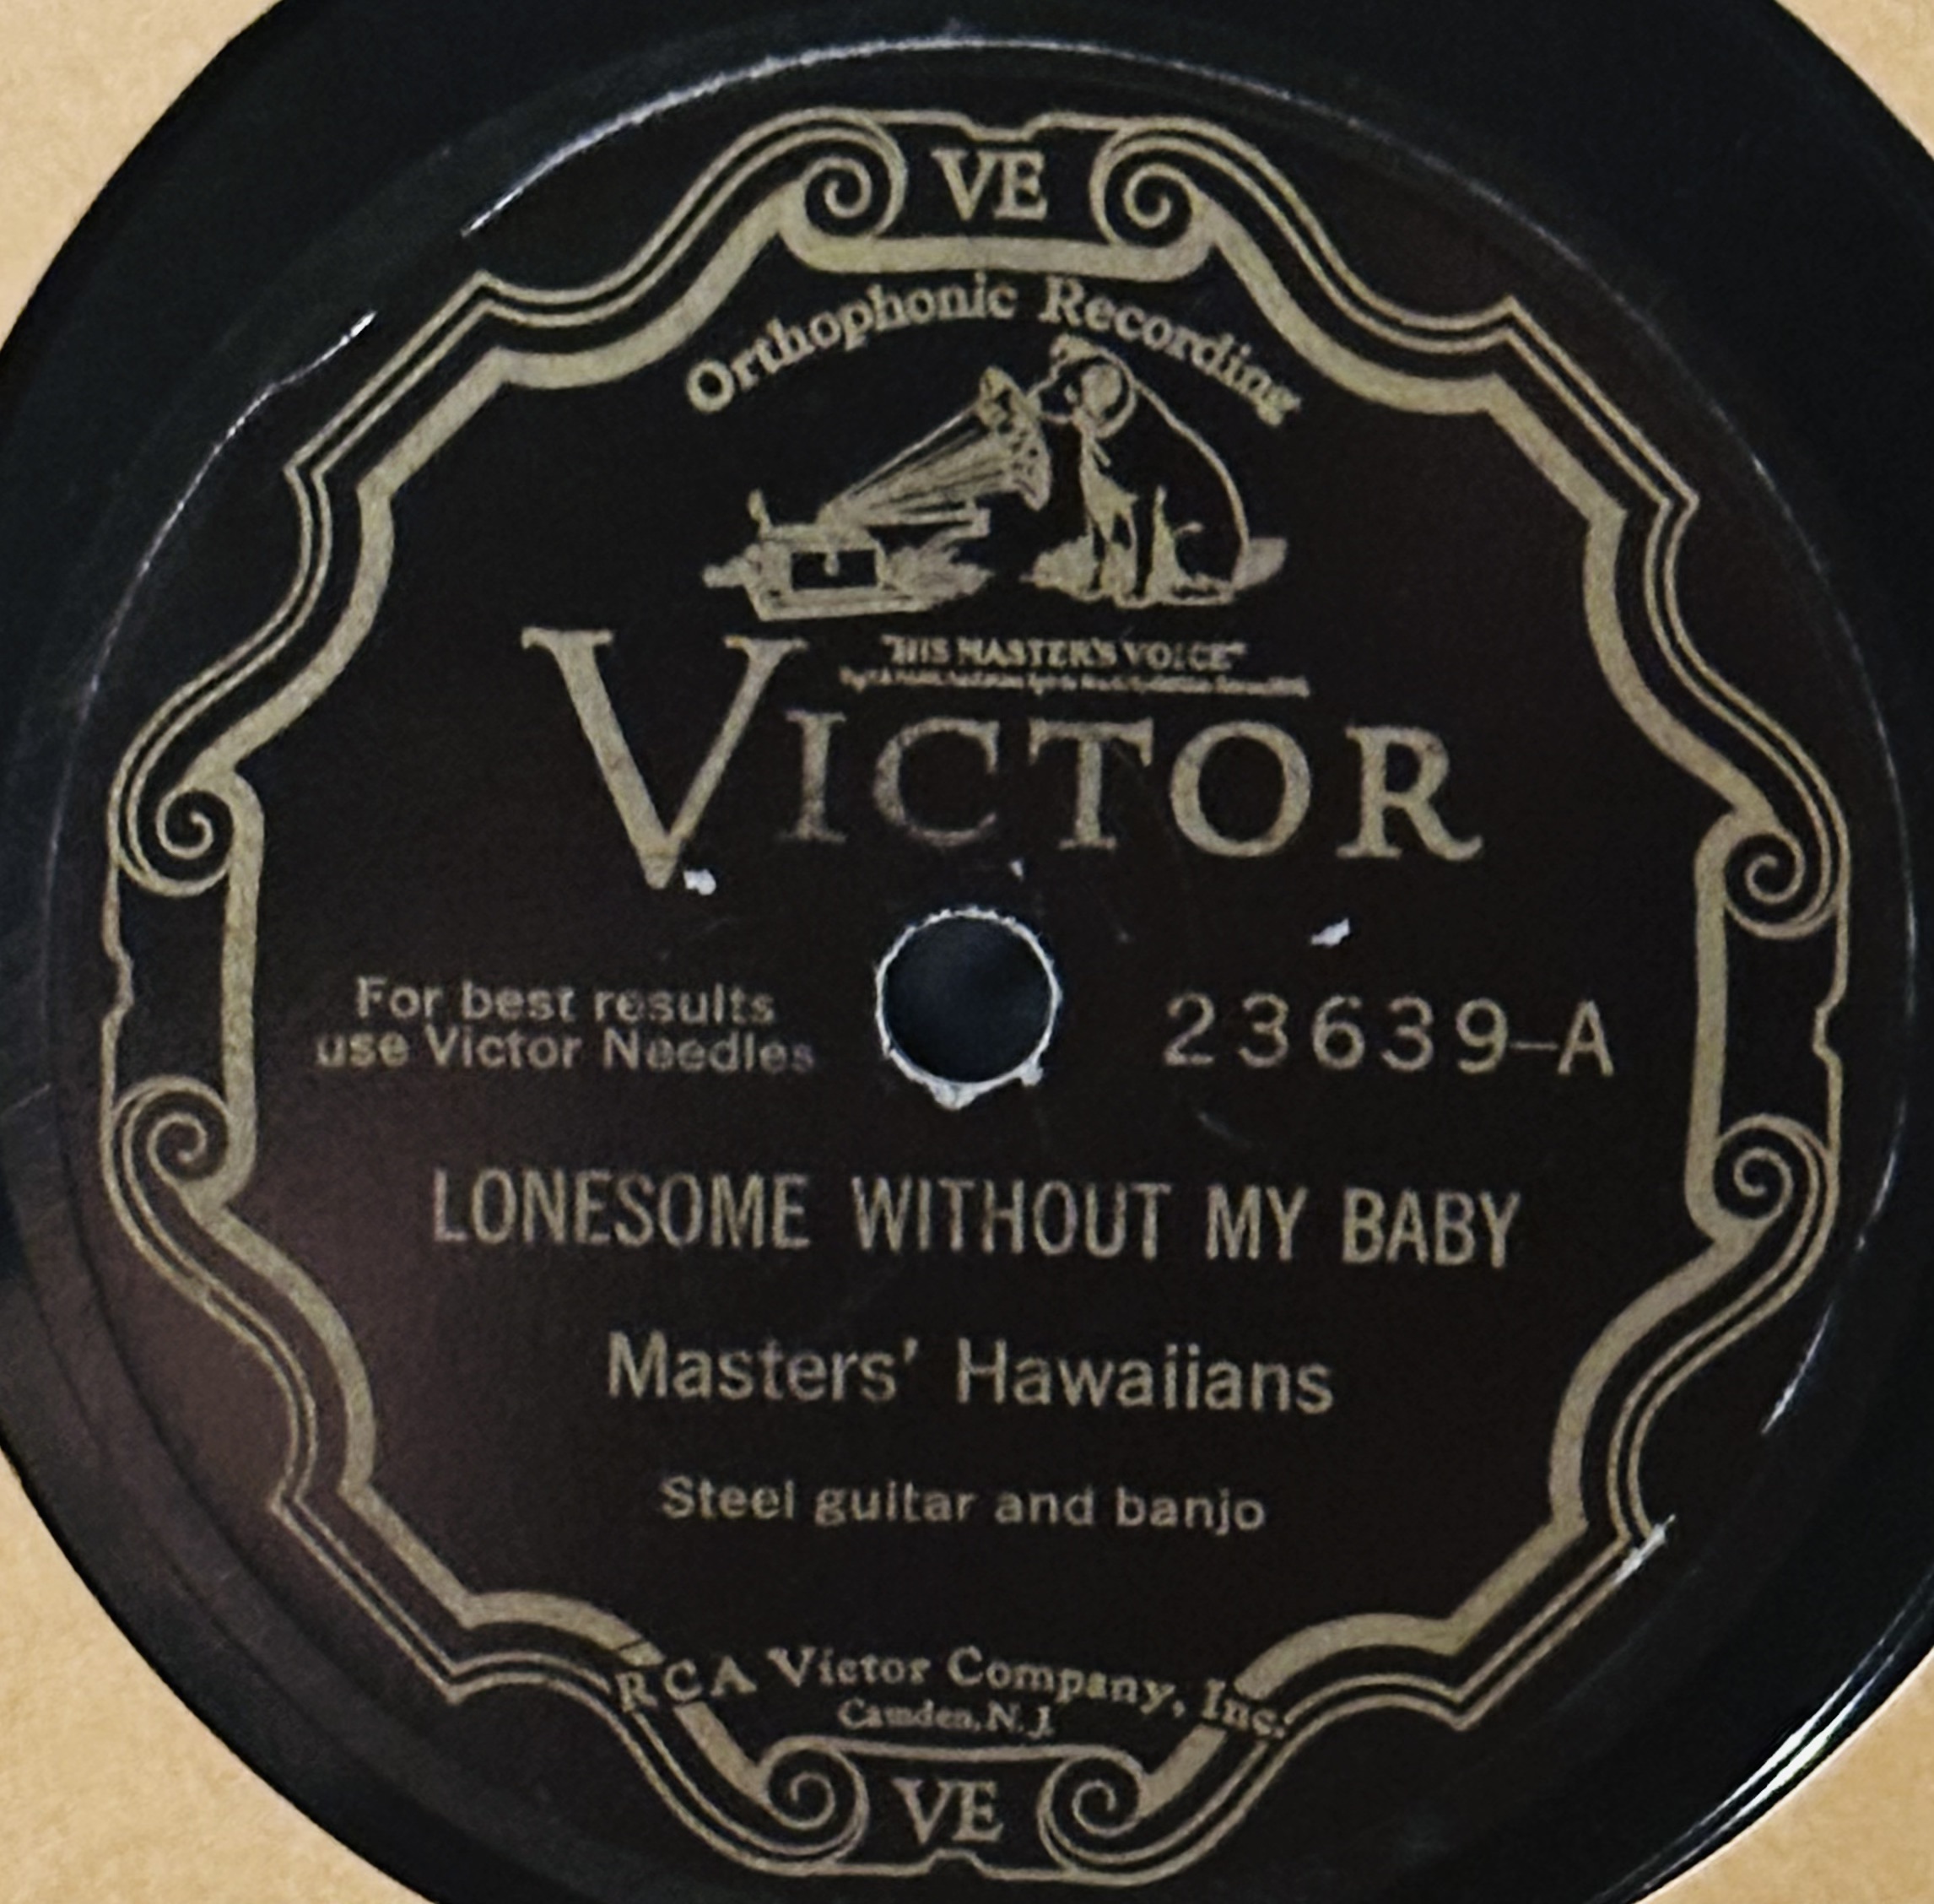 VE
Orthophonic Recording
"HIS MASTER'S VOICE"
VICTOR
For best results
use Victor Needles
23639-A
LONESOME WITHOUT MY BABY
Masters' Hawaiians
Steel guitar and banjo
RCA Victor Company, Inc.
Camden, N. J.
VE